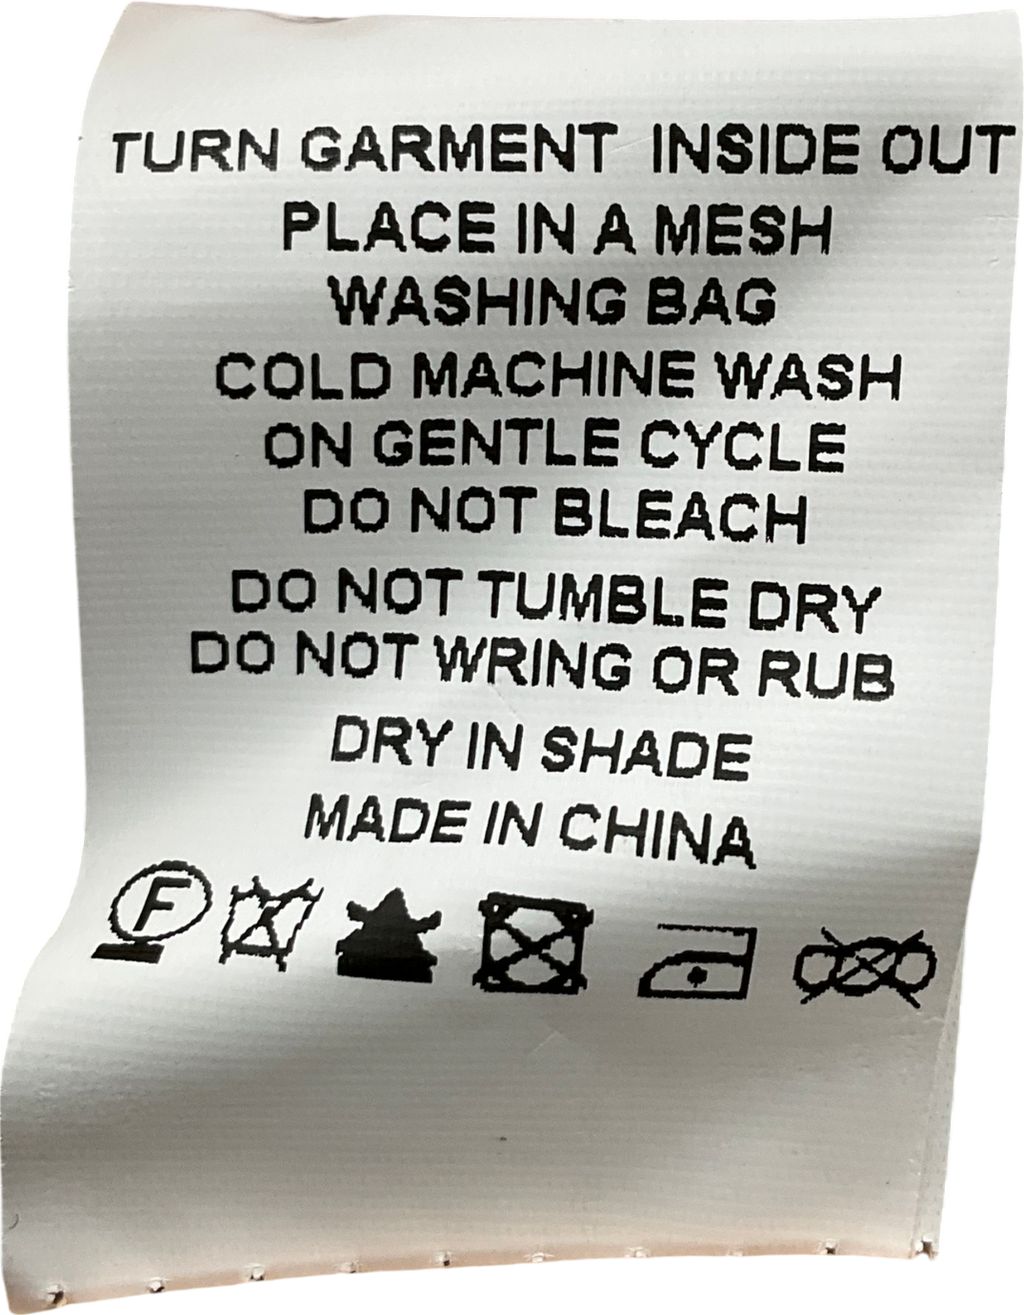 TURN GARMENT INSIDE OUT
PLACE IN A MESH
WASHING BAG
COLD MACHINE WASH
ON GENTLE CYCLE
DO NOT BLEACH
DO NOT TUMBLE DRY
DO NOT WRING OR RUB
DRY IN SHADE
MADE IN CHINA
F